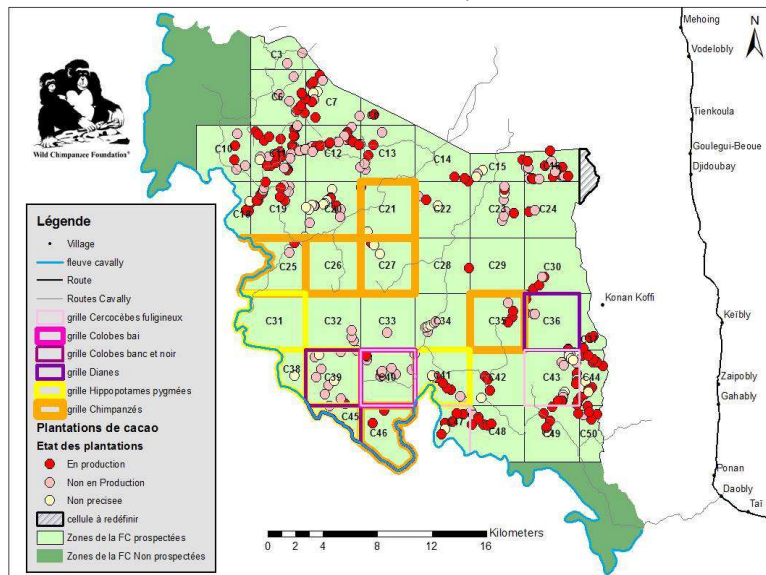 Wild Chimpanzee Foundation®
Légende
Village
fleuve cavally
Route
Routes Cavally
grille Cercocèbes fuligineux
grille Colobes bai
grille Colobes banc et noir
grille Dianes
grille Hippopotames pygmées
grille Chimpanzés
Plantations de cacao
Etat des plantations
En production
Non en Production
Non precisee
cellule à redéfinir
Zones de la FC prospectées
Zones de la FC Non prospectées
C3
C6
C7
C10
C12
C13
C14
C15
C19
C20
C21
C22
C23
C24
C25
C26
C27
C28
C29
C30
C31
C32
C33
C34
C35
C36
C37
C38
C39
C40
C41
C42
C43
C44
C45
C46
C47
C48
C49
C50
Kilometers
0 2 4 8 12 16
N
Mehoing
Vodelobly
Tienkoula
Goulegui-Beoue
Djidoubay
Konan Koffi
Keïbly
Zaipobly
Gahably
Ponan
Daobly
Taï